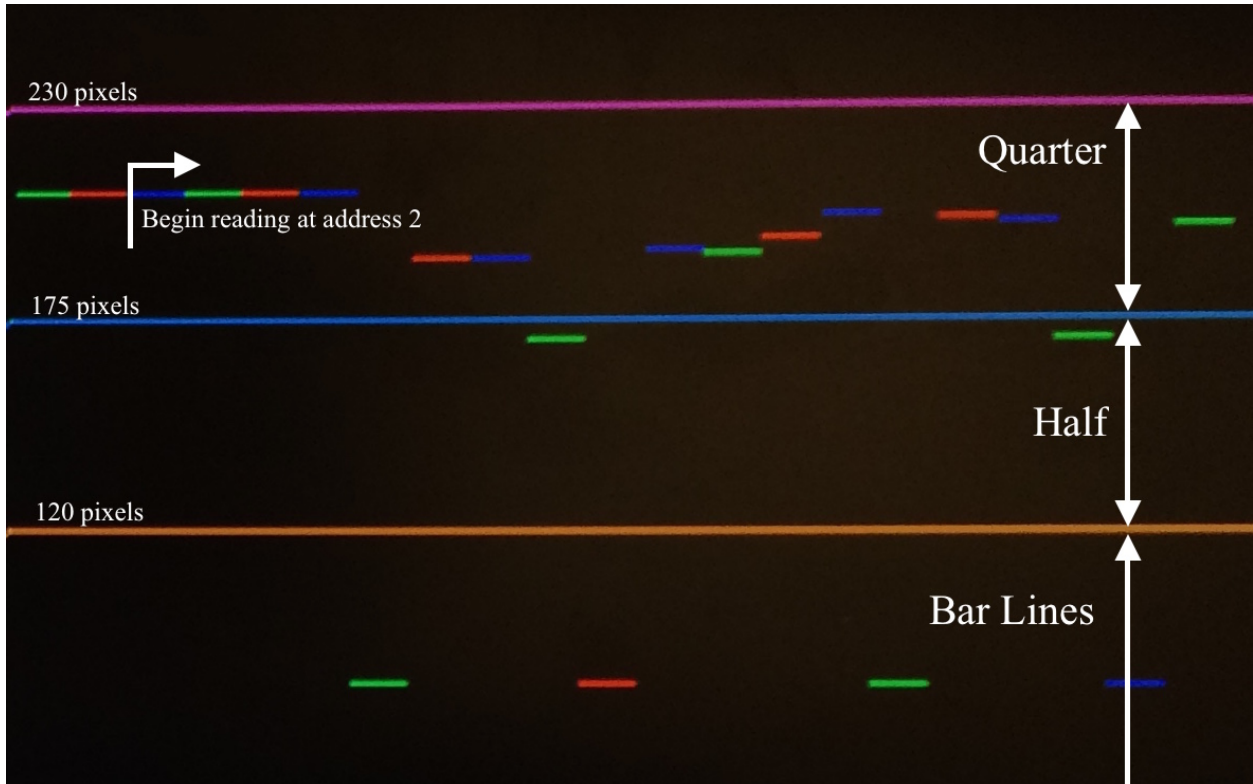 230 pixels
Quarter
Begin reading at address 2
175 pixels
Half
120 pixels
Bar Lines